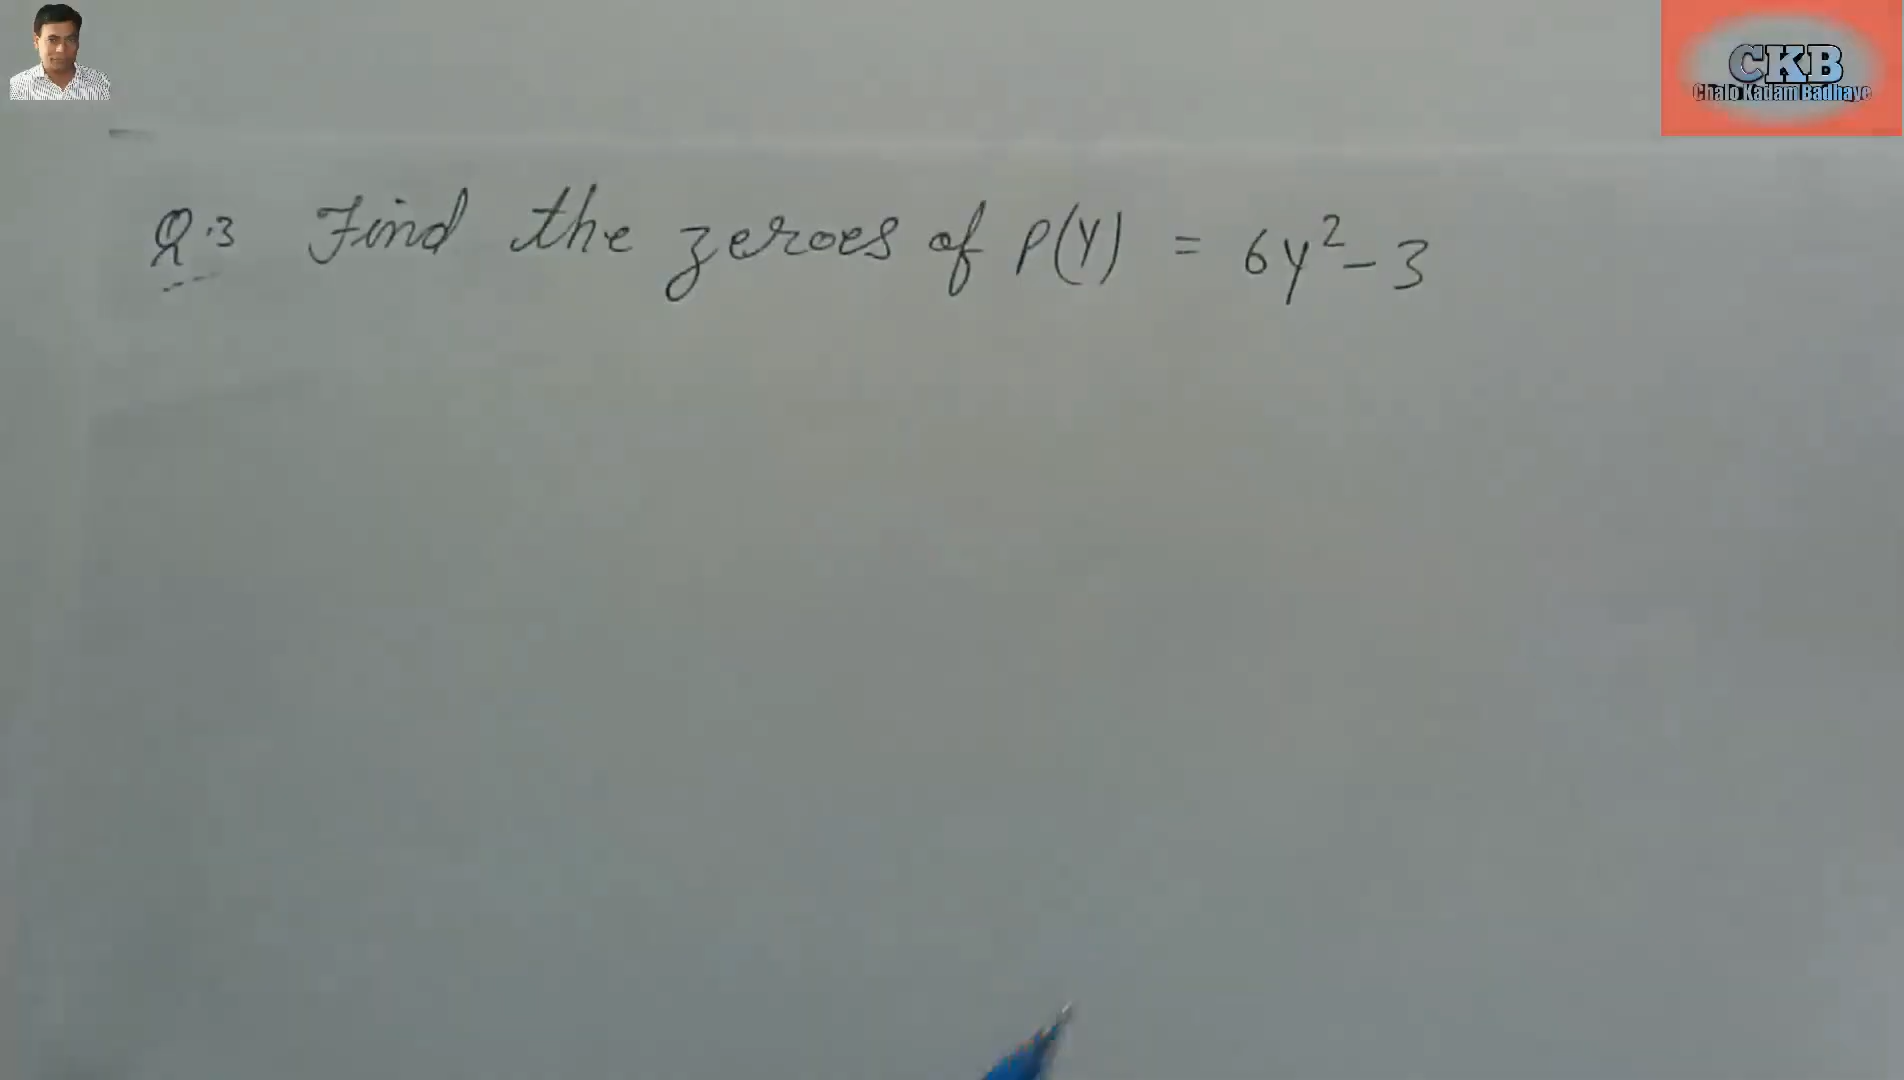 CKB
Chalo Kadam Badhaye
Q.3 Find the zeroes of P(Y) = 6y² - 3